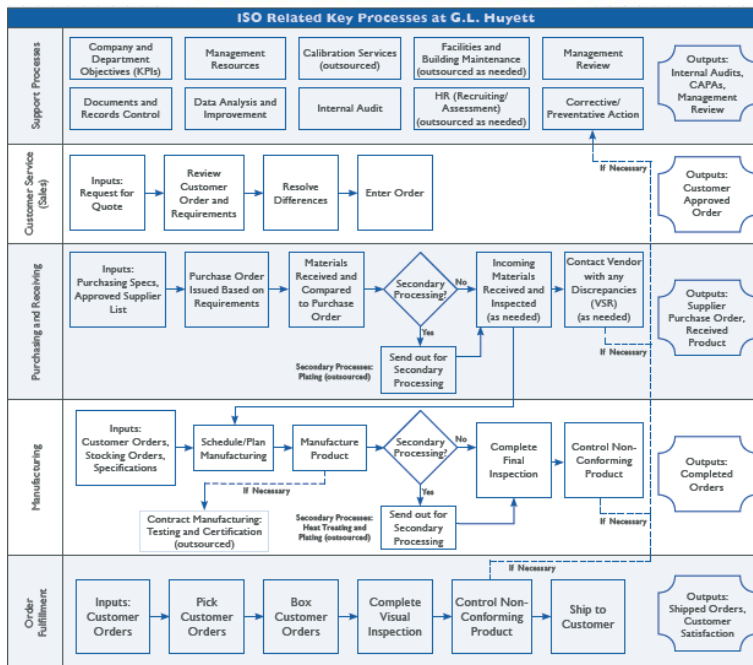 ISO Related Key Processes at G.L. Huyett
Support Processes
Company and
Department
Objectives (KPIs)
Management
Resources
Calibration Services
(outsourced)
Facilities and
Building Maintenance
(outsourced as needed)
Management
Review
Documents and
Records Control
Data Analysis and
Improvement
Internal Audit
HR (Recruiting/
Assessment)
(outsourced as needed)
Corrective/
Preventative Action
Outputs:
Internal Audits,
CAPAs,
Management
Review
Customer Service
(Sales)
Inputs:
Request for
Quote
Review
Customer
Order and
Requirements
Resolve
Differences
Enter Order
If Necessary
Outputs:
Customer
Approved
Order
Purchasing and Receiving
Inputs:
Purchasing Specs,
Approved Supplier
List
Purchase Order
Issued Based on
Requirements
Materials
Received and
Compared
to Purchase
Order
Secondary
Processing?
No
Yes
Secondary Processes:
Plating (outsourced)
Send out for
Secondary
Processing
Incoming
Materials
Received and
Inspected
(as needed)
Contact Vendor
with any
Discrepancies
(VSR)
(as needed)
If Necessary
Outputs:
Supplier
Purchase Order,
Received
Product
Manufacturing
Inputs:
Customer Orders,
Stocking Orders,
Specifications
Schedule/Plan
Manufacturing
Manufacture
Product
If Necessary
Contract Manufacturing:
Testing and Certification
(outsourced)
Secondary
Processing?
No
Yes
Secondary Processes:
Heat Treating and
Plating (outsourced)
Send out for
Secondary
Processing
Complete
Final
Inspection
Control Non-
Conforming
Product
If Necessary
Outputs:
Completed
Orders
Order
Fulfillment
Inputs:
Customer
Orders
Pick
Customer
Orders
Box
Customer
Orders
Complete
Visual
Inspection
Control Non-
Conforming
Product
If Necessary
Ship to
Customer
Outputs:
Shipped Orders,
Customer
Satisfaction